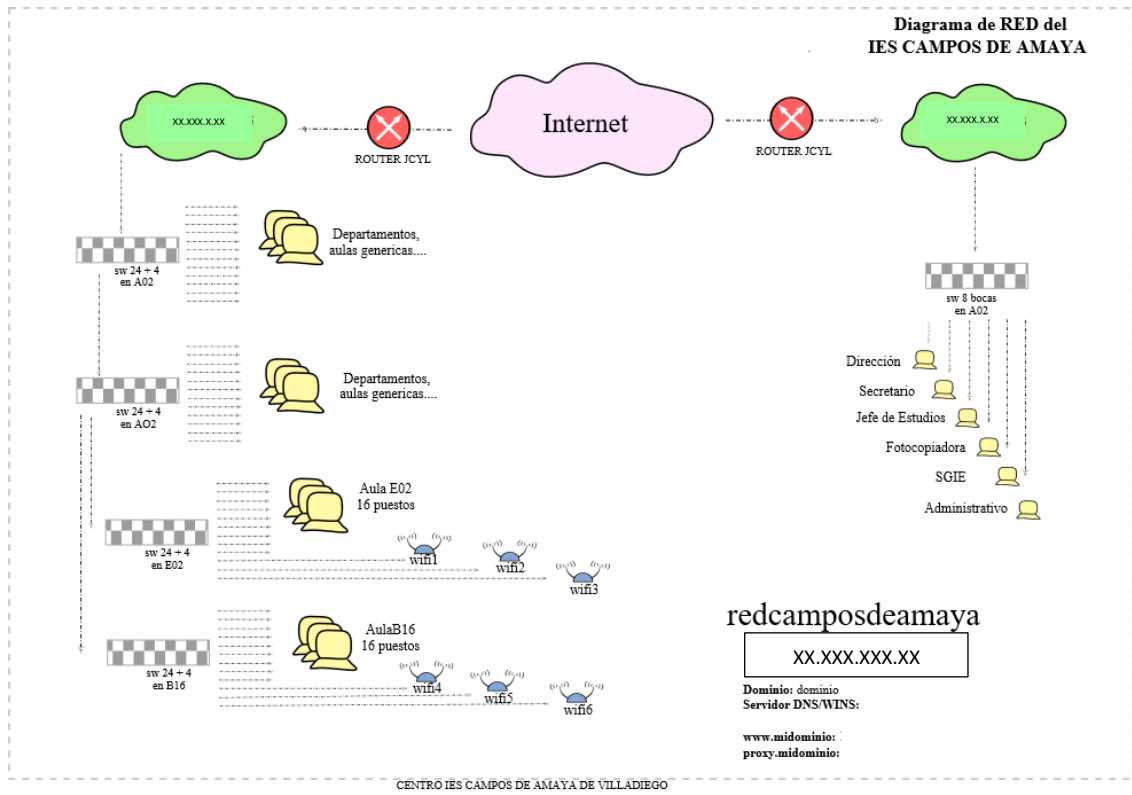 Diagrama de RED del
IES CAMPOS DE AMAYA
XX.XXX.X.XX
ROUTER JCYL
Internet
ROUTER JCYL
XX.XXX.X.XX
sw 24 + 4
en A02
Departamentos,
aulas genericas....
sw 24 + 4
en AO2
Departamentos,
aulas genericas....
sw 24 + 4
en E02
Aula E02
16 puestos
wifi1
wifi2
wifi3
sw 24 + 4
en B16
AulaB16
16 puestos
wifi4
wifi5
wifi6
sw 8 bocas
en A02
Dirección
Secretario
Jefe de Estudios
Fotocopiadora
SGIE
Administrativo
redcamposdeamaya
XX.XXX.XXX.XX
Dominio: dominio
Servidor DNS/WINS:
www.midominio:
proxy.midominio:
CENTRO IES CAMPOS DE AMAYA DE VILLADIEGO